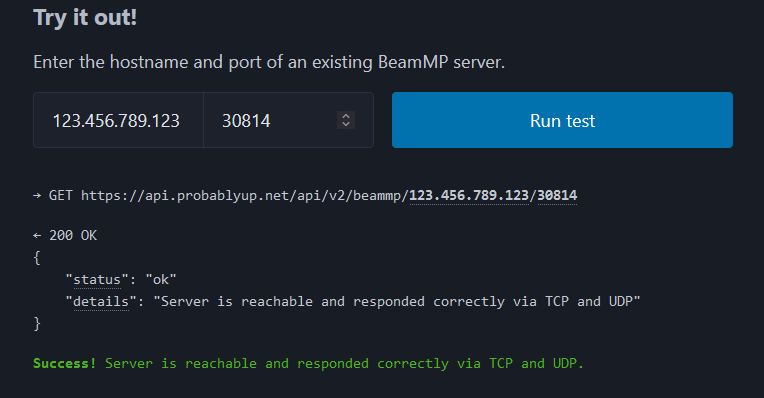 Try it out!
Enter the hostname and port of an existing BeamMP server.
123.456.789.123 30814 Run test
→ GET https://api.probablyup.net/api/v2/beammp/123.456.789.123/30814
← 200 OK
{
"status": "ok"
"details": "Server is reachable and responded correctly via TCP and UDP"
}
Success! Server is reachable and responded correctly via TCP and UDP.